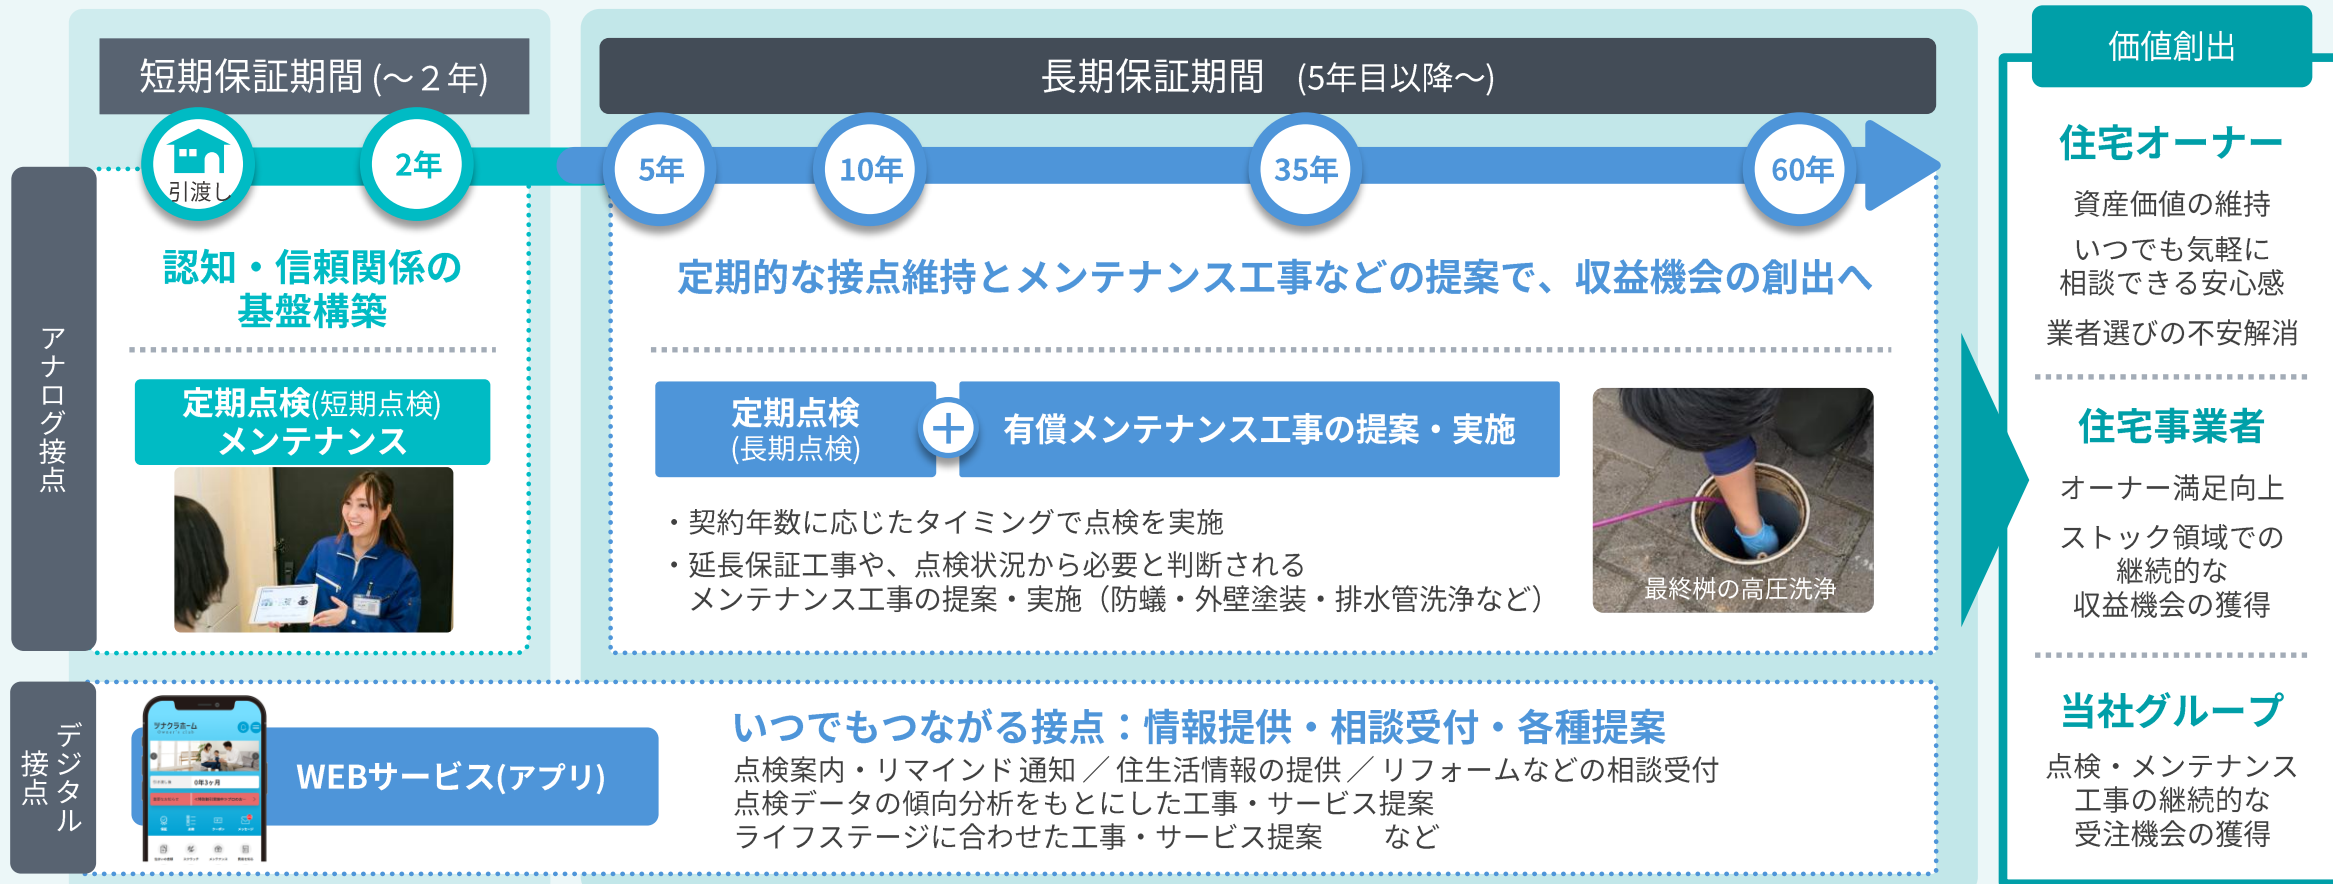 短期保証期間 (～２年)
長期保証期間 (5年目以降～)
価値創出
引渡し
2年
5年
10年
35年
60年
アナログ接点
認知・信頼関係の
基盤構築
定期点検(短期点検)
メンテナンス
定期的な接点維持とメンテナンス工事などの提案で、収益機会の創出へ
定期点検
(長期点検)
+
有償メンテナンス工事の提案・実施
・契約年数に応じたタイミングで点検を実施
・延長保証工事や、点検状況から必要と判断される
メンテナンス工事の提案・実施（防蟻・外壁塗装・排水管洗浄など）
最終桝の高圧洗浄
デジタル
接点
ツナクラホーム
0年3ヶ月
WEBサービス(アプリ)
いつでもつながる接点：情報提供・相談受付・各種提案
点検案内・リマインド通知 ／ 住生活情報の提供 ／ リフォームなどの相談受付
点検データの傾向分析をもとにした工事・サービス提案
ライフステージに合わせた工事・サービス提案 など
住宅オーナー
資産価値の維持
いつでも気軽に
相談できる安心感
業者選びの不安解消
住宅事業者
オーナー満足向上
ストック領域での
継続的な
収益機会の獲得
当社グループ
点検・メンテナンス
工事の継続的な
受注機会の獲得